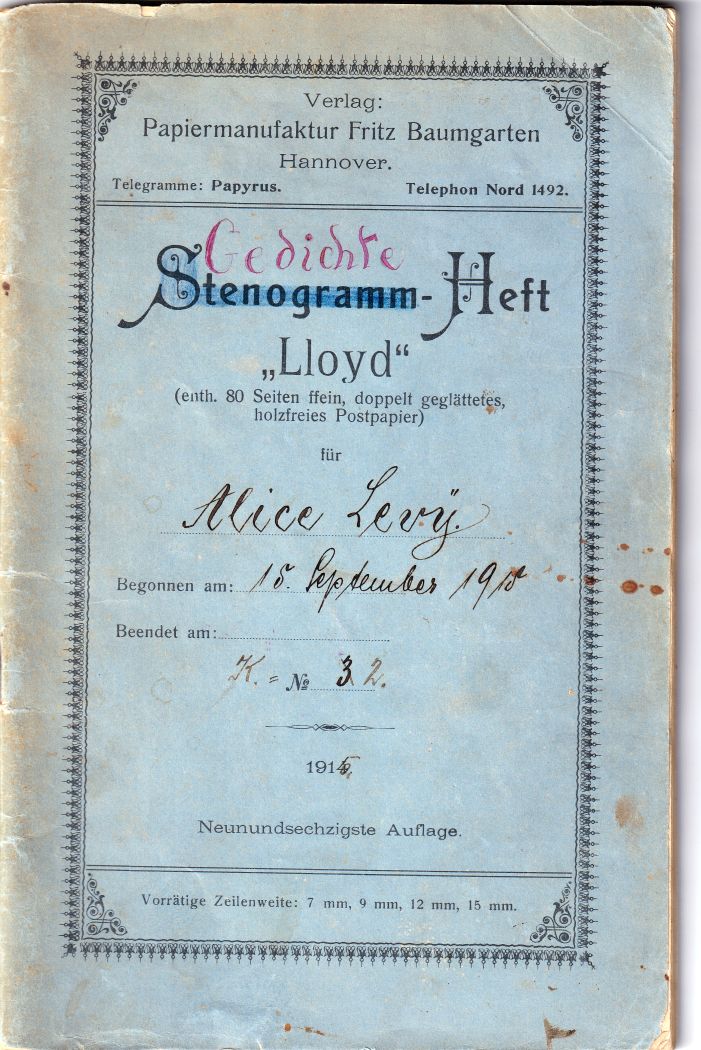 Verlag:
Papiermanufaktur Fritz Baumgarten
Hannover.
Telegramme: Papyrus. Telephon Nord 1492.
Gedichte
Stenogramm-Heft
„Lloyd“
(enth. 80 Seiten ffein, doppelt geglättetes,
holzfreies Postpapier)
für
Alice Levÿ.
Begonnen am: 15. September 1915
Beendet am:
K. = № 32.
1915.
Neunundsechzigste Auflage.
Vorrätige Zeilenweite: 7 mm, 9 mm, 12 mm, 15 mm.